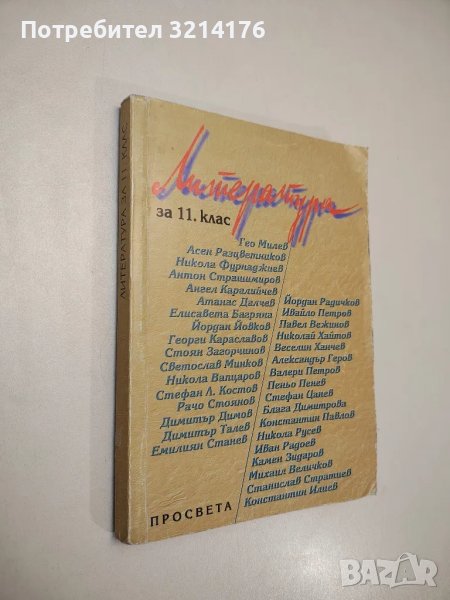 Потребител 3214176
Литература
за 11. клас
ЛИТЕРАТУРА ЗА 11. КЛАС
Гео Милев
Асен Разцветников
Никола Фурнаджиев
Антон Страшимиров
Ангел Каралийчев
Атанас Далчев
Елисавета Багряна
Йордан Йовков
Георги Караславов
Стоян Загорчинов
Светослав Минков
Никола Вапцаров
Стефан Л. Костов
Рачо Стоянов
Димитър Димов
Димитър Талев
Емилиян Станев
Йордан Радичков
Ивайло Петров
Павел Вежинов
Николай Хайтов
Веселин Ханчев
Александър Геров
Валери Петров
Пеньо Пенев
Стефан Цанев
Блага Димитрова
Константин Павлов
Никола Русев
Иван Радоев
Камен Зидаров
Михаил Величков
Станислав Стратиев
Константин Илиев
ПРОСВЕТА
BAZAR